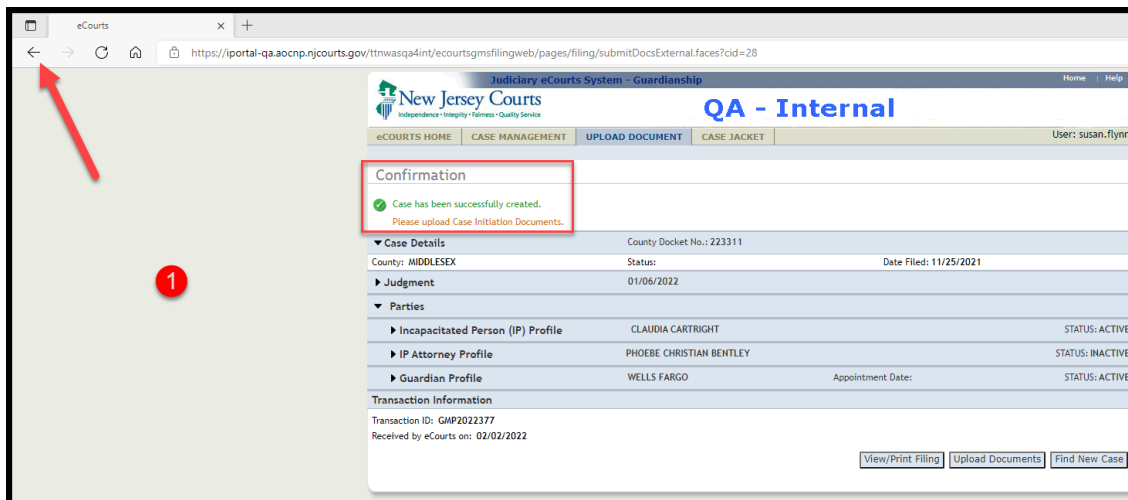 eCourts
https://iportal-qa.aocnp.njcourts.gov/ttnwasqa4int/ecourtsgmsfilingweb/pages/filing/submitDocsExternal.faces?cid=28
Judiciary eCourts System - Guardianship
Home | Help
New Jersey Courts
Independence • Integrity • Fairness • Quality Service
QA - Internal
eCOURTS HOME CASE MANAGEMENT UPLOAD DOCUMENT CASE JACKET User: susan.flynn
Confirmation
Case has been successfully created.
Please upload Case Initiation Documents.
Case Details County Docket No.: 223311
County: MIDDLESEX Status: Date Filed: 11/25/2021
1
Judgment 01/06/2022
Parties
Incapacitated Person (IP) Profile CLAUDIA CARTRIGHT STATUS: ACTIVE
IP Attorney Profile PHOEBE CHRISTIAN BENTLEY STATUS: INACTIVE
Guardian Profile WELLS FARGO Appointment Date: STATUS: ACTIVE
Transaction Information
Transaction ID: GMP2022377
Received by eCourts on: 02/02/2022
View/Print Filing Upload Documents Find New Case